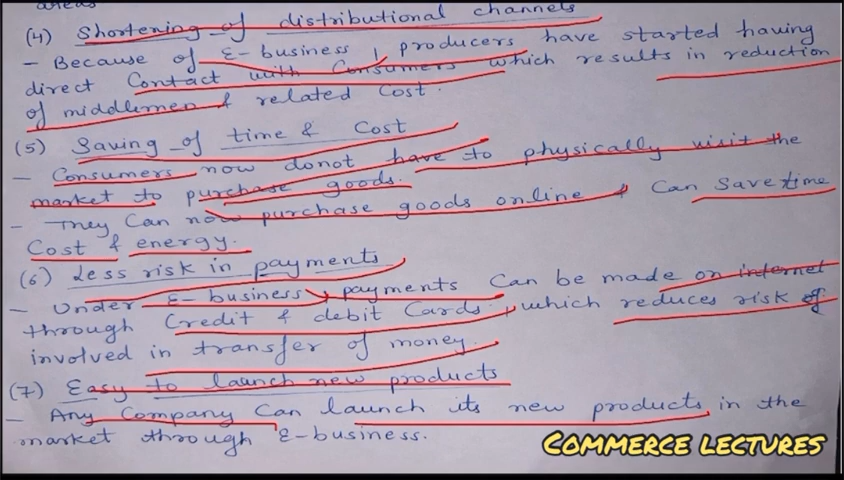 areas
(4) Shortening of distributional channels
- Because of E-business, producers have started having
direct Contact with Consumers which results in reduction
of middlemen & related Cost.
(5) Saving of time & Cost
- Consumers now donot have to physically visit the
market to purchase goods.
- They Can now purchase goods online & Can Save time
Cost & energy.
(6) Less risk in payments
- Under E-business, payments Can be made on internet
through Credit & debit Cards, which reduces risk of
involved in transfer of money.
(7) Easy to launch new products
- Any Company Can launch its new products in the
market through E-business.
COMMERCE LECTURES